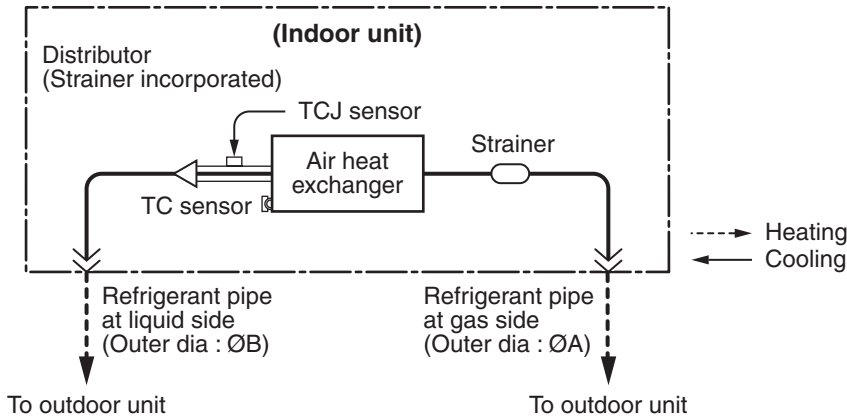 (Indoor unit)
Distributor
(Strainer incorporated)
TCJ sensor
Strainer
Air heat
exchanger
TC sensor
Heating
Cooling
Refrigerant pipe
at liquid side
(Outer dia : ØB)
Refrigerant pipe
at gas side
(Outer dia : ØA)
To outdoor unit
To outdoor unit